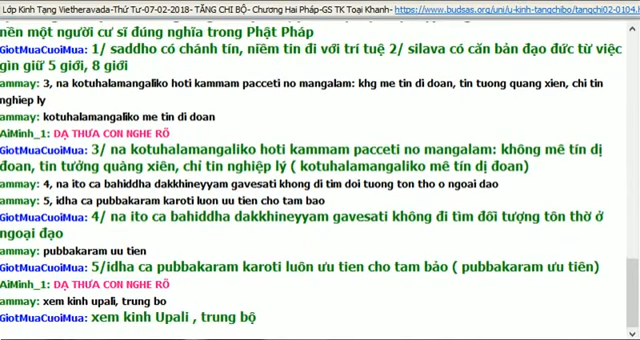 Lớp Kinh Tạng Vietheravada-Thứ Tư-07-02-2018- TĂNG CHI BỘ- Chương Hai Pháp-GS TK Toại Khanh- https://www.budsas.org/uni/u-kinh-tangchibo/tangchi02-0104.h
nên một người cư sĩ đúng nghĩa trong Phật Pháp
GiotMuaCuoiMua: 1/ saddho có chánh tín, niềm tin đi với trí tuệ 2/ silava có căn bản đạo đức từ việc
gìn giữ 5 giới, 8 giới
ammay: 3, na kotuhalamangaliko hoti kammam pacceti no mangalam: khg me tin di doan, tin tuong quang xien, chi tin
nghiep ly
ammay: kotuhalamangaliko me tin di doan
AiMinh_1: DẠ THƯA CON NGHE RÕ
GiotMuaCuoiMua: 3/ na kotuhalamangaliko hoti kammam pacceti no mangalam: không mê tín dị
đoan, tin tưởng quàng xiên, chỉ tin nghiệp lý ( kotuhalamangaliko mê tín dị đoan)
ammay: 4, na ito ca bahiddha dakkhineyyam gavesati khong di tim doi tuong ton tho o ngoai dao
ammay: 5, idha ca pubbakaram karoti luon uu tien cho tam bao
GiotMuaCuoiMua: 4/ na ito ca bahiddha dakkhineyyam gavesati không đi tìm đối tượng tôn thờ ở
ngoại đạo
ammay: pubbakaram uu tien
GiotMuaCuoiMua: 5/idha ca pubbakaram karoti luôn ưu tien cho tam bảo ( pubbakaram ưu tiên)
AiMinh_1: DẠ THƯA CON NGHE RÕ
ammay: xem kinh upali, trung bo
GiotMuaCuoiMua: xem kinh Upali , trung bộ